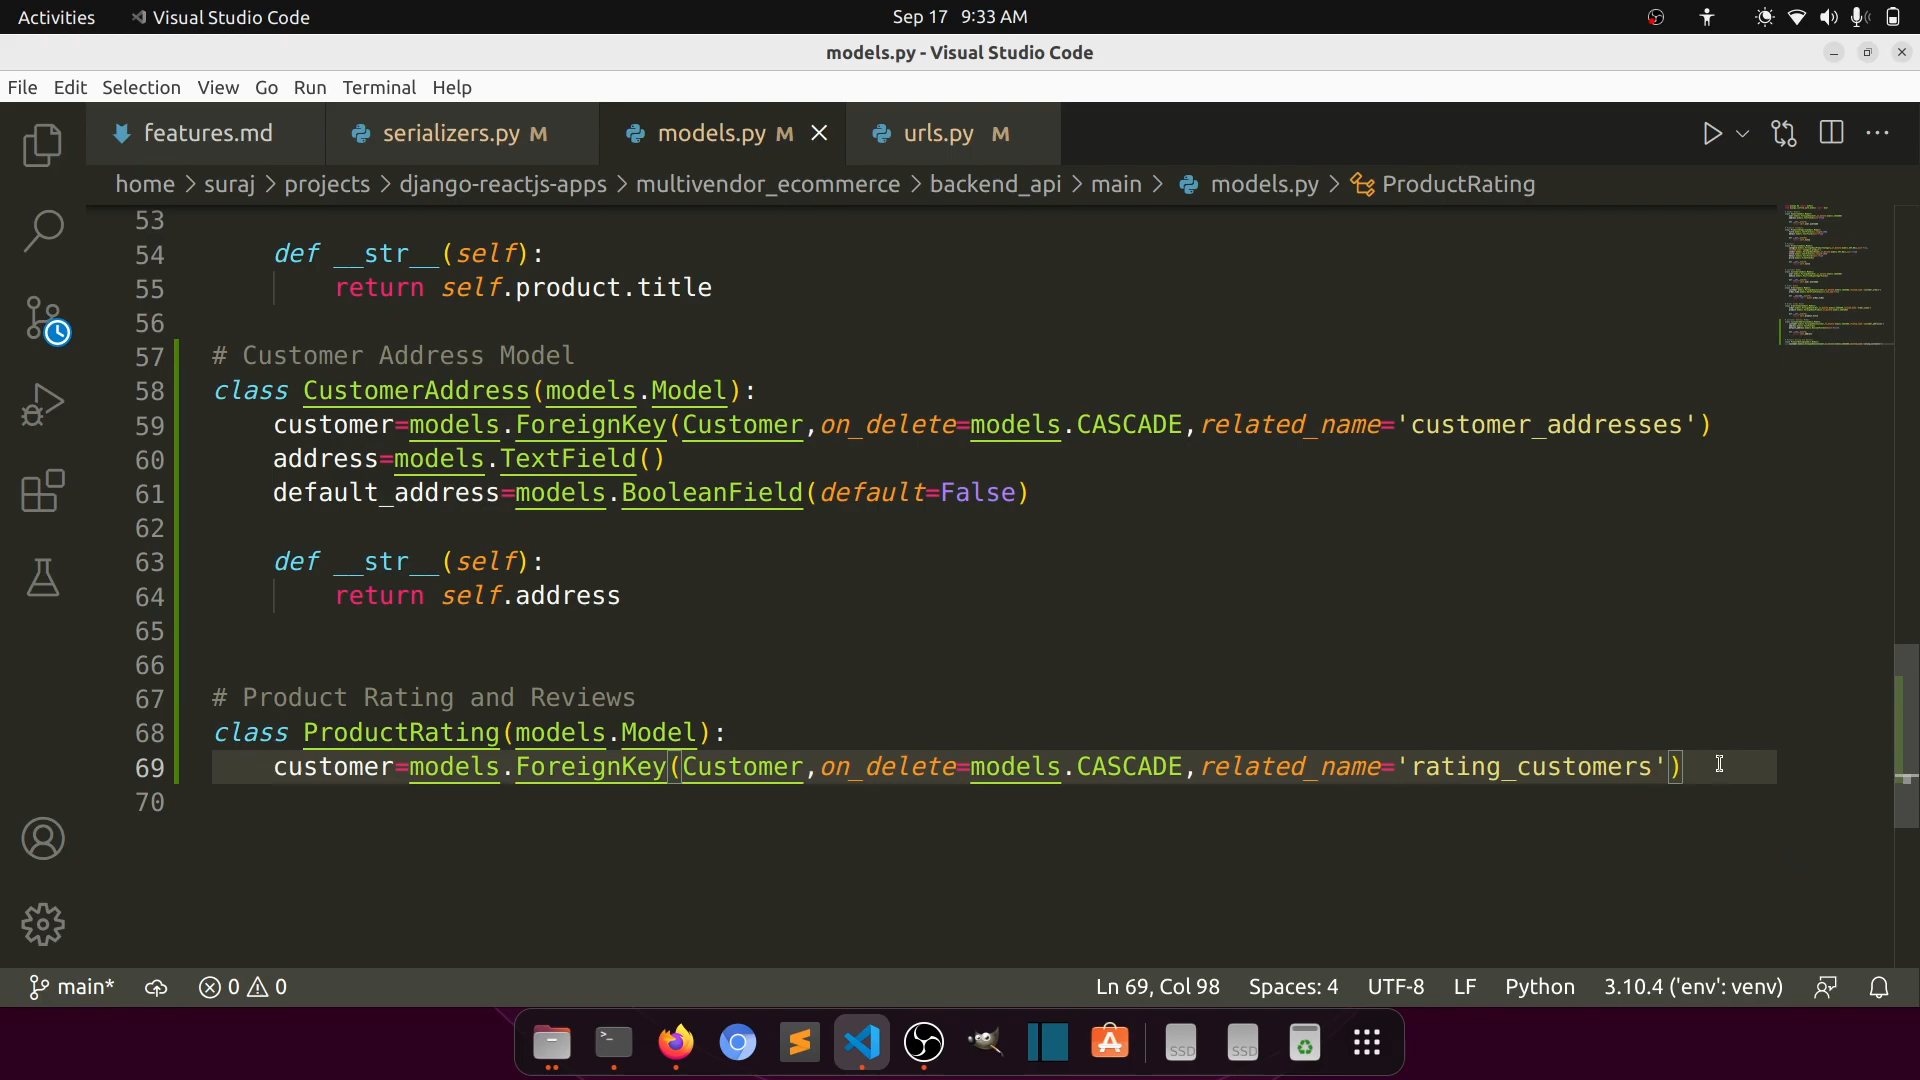 Activities Visual Studio Code Sep 17 9:33 AM
models.py - Visual Studio Code
File Edit Selection View Go Run Terminal Help
features.md serializers.py M models.py M urls.py M
home > suraj > projects > django-reactjs-apps > multivendor_ecommerce > backend_api > main > models.py > ProductRating
53
54 def __str__(self):
55 return self.product.title
56
57 # Customer Address Model
58 class CustomerAddress(models.Model):
59 customer=models.ForeignKey(Customer,on_delete=models.CASCADE,related_name='customer_addresses')
60 address=models.TextField()
61 default_address=models.BooleanField(default=False)
62
63 def __str__(self):
64 return self.address
65
66
67 # Product Rating and Reviews
68 class ProductRating(models.Model):
69 customer=models.ForeignKey(Customer,on_delete=models.CASCADE,related_name='rating_customers')
70
main* 0 0 Ln 69, Col 98 Spaces: 4 UTF-8 LF Python 3.10.4 ('env': venv)
SSD SSD